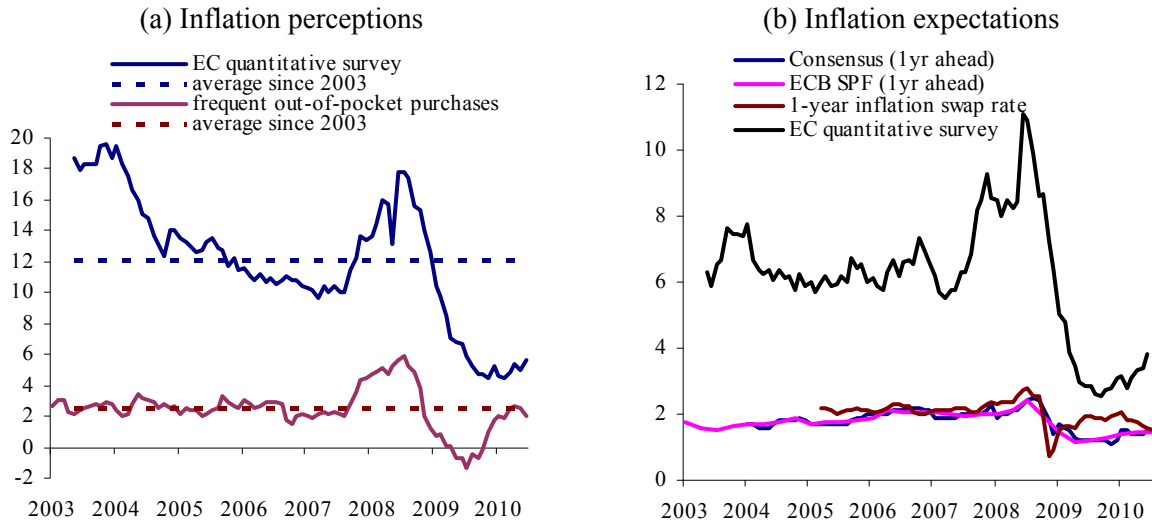 (a) Inflation perceptions
EC quantitative survey
average since 2003
frequent out-of-pocket purchases
average since 2003
20
18
16
14
12
10
8
6
4
2
0
-2
2003 2004 2005 2006 2007 2008 2009 2010
(b) Inflation expectations
Consensus (1yr ahead)
ECB SPF (1yr ahead)
1-year inflation swap rate
EC quantitative survey
12
10
8
6
4
2
0
2003 2004 2005 2006 2007 2008 2009 2010